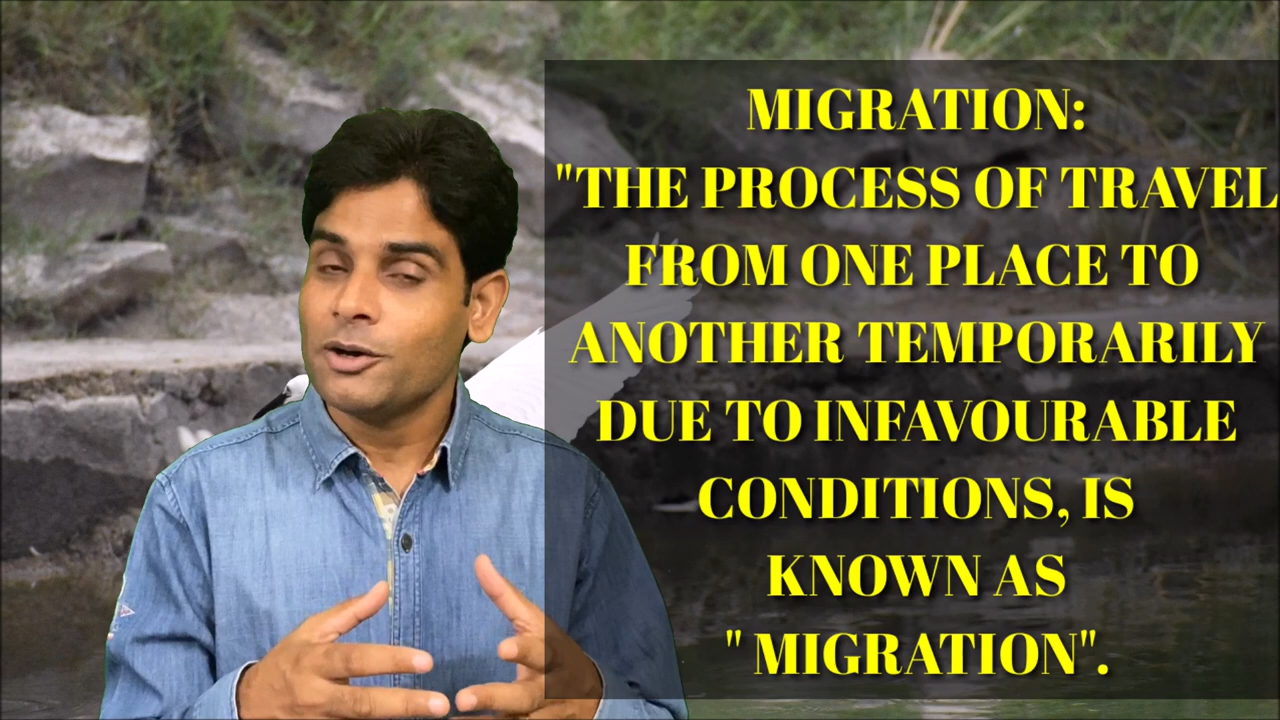 MIGRATION:
"THE PROCESS OF TRAVEL
FROM ONE PLACE TO
ANOTHER TEMPORARILY
DUE TO INFAVOURABLE
CONDITIONS, IS
KNOWN AS
" MIGRATION".